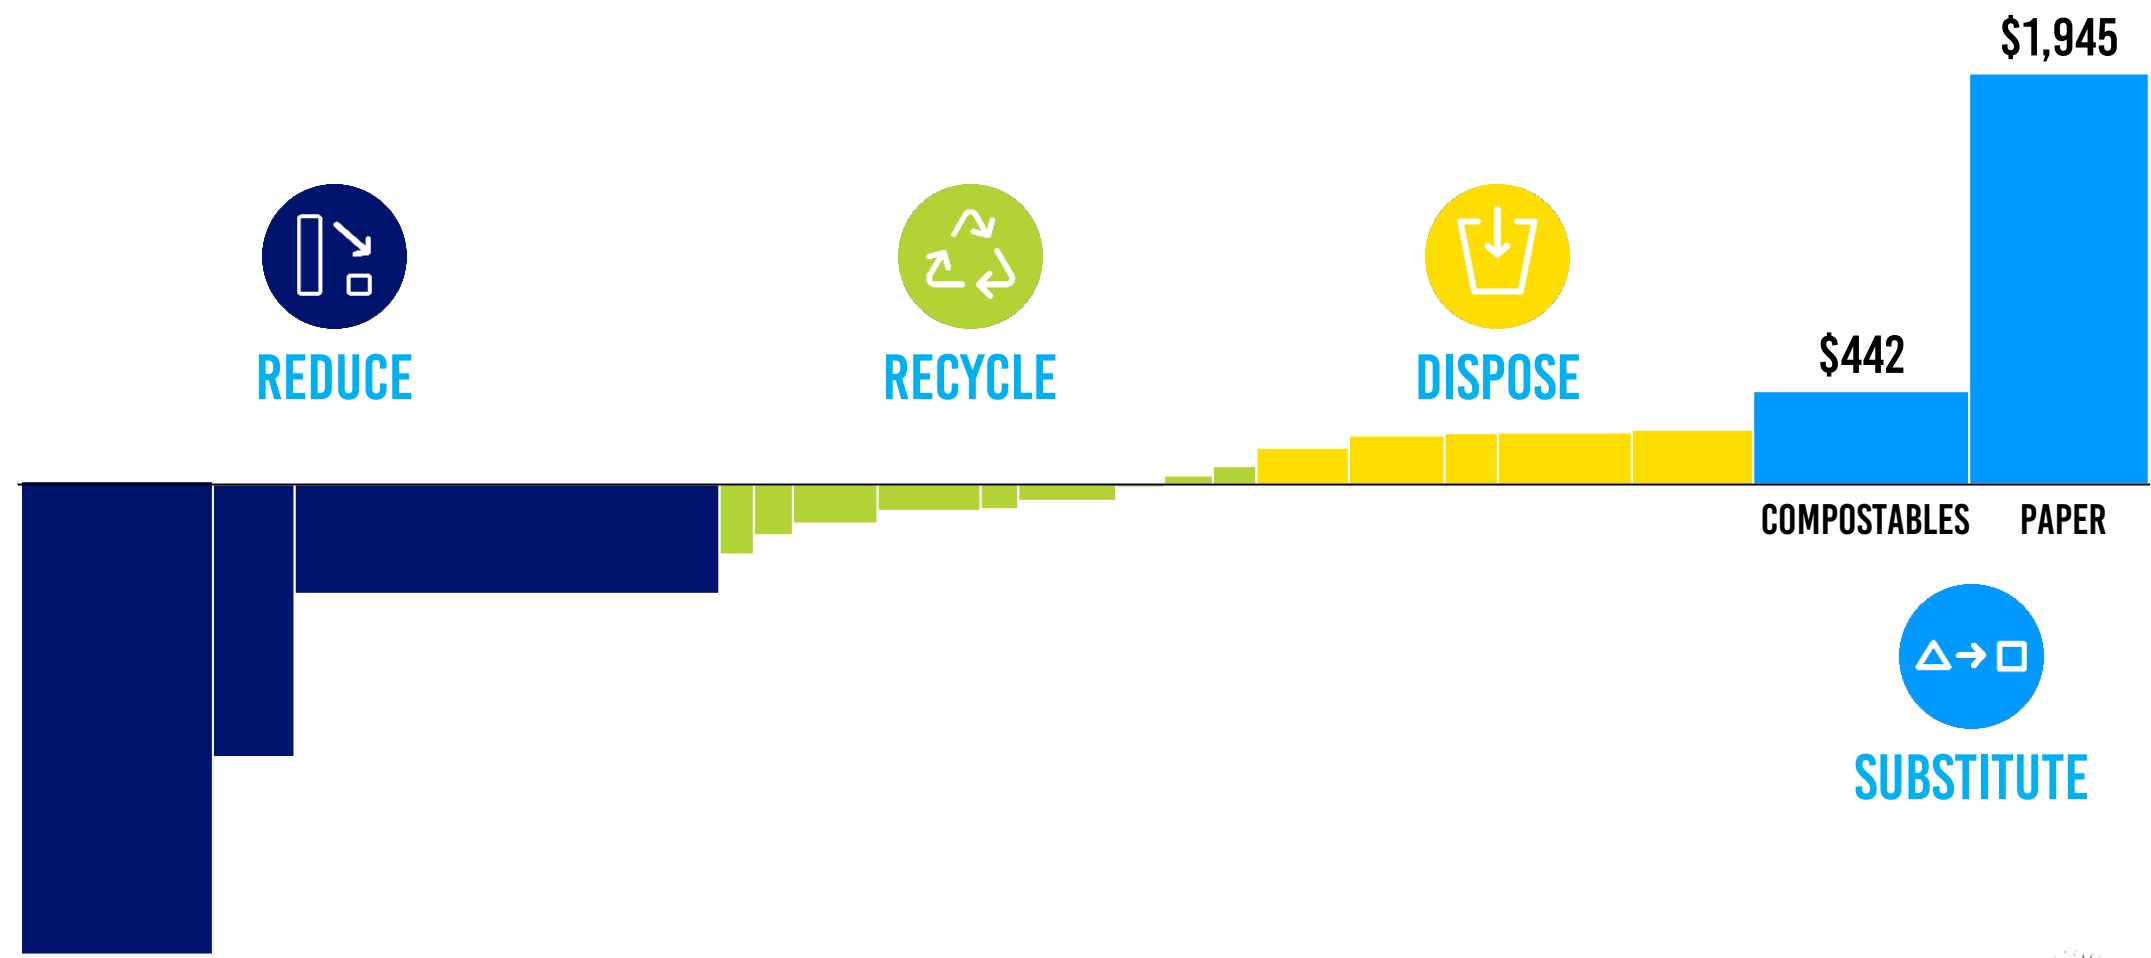 $1,945
REDUCE
RECYCLE
DISPOSE
$442
COMPOSTABLES
PAPER
SUBSTITUTE